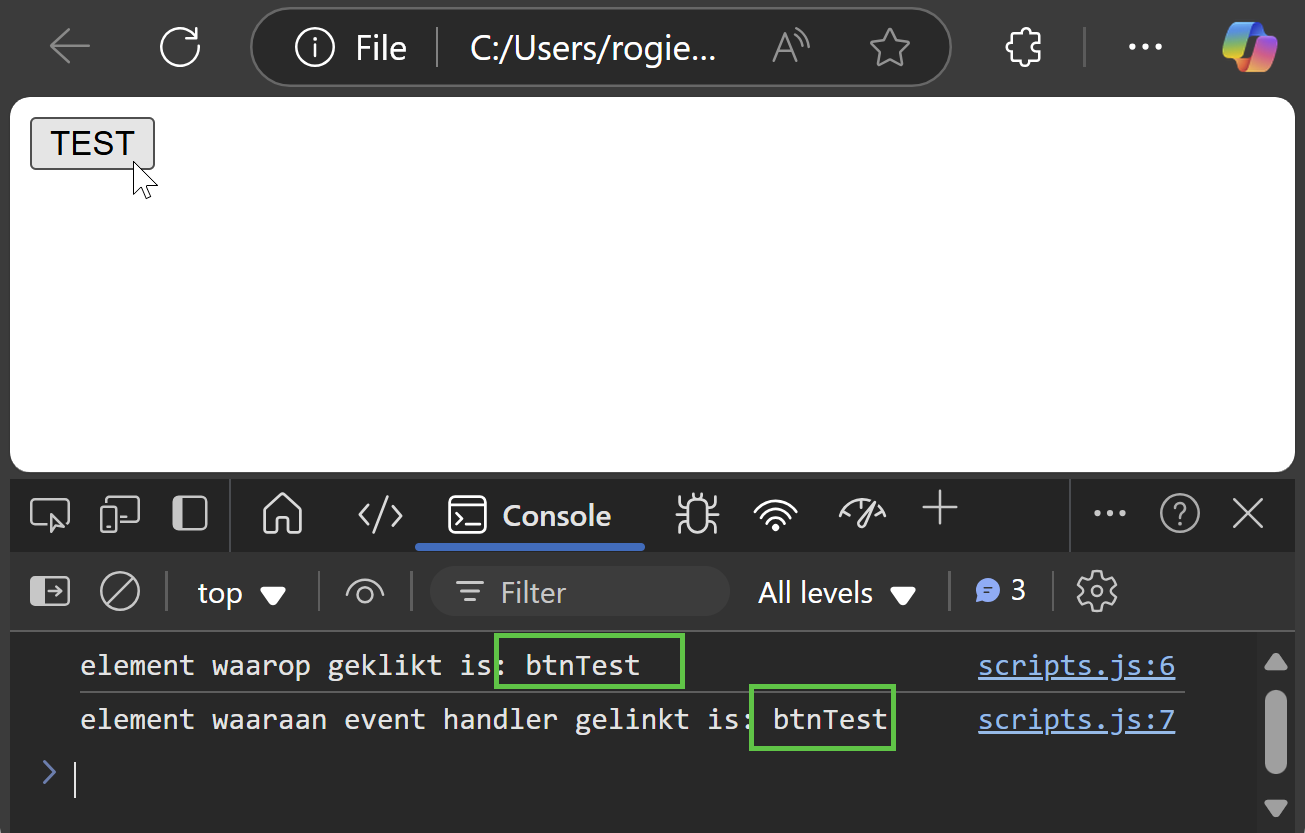 File C:/Users/rogie...
TEST
Console
top Filter All levels 3
element waarop geklikt is: btnTest scripts.js:6
element waaraan event handler gelinkt is: btnTest scripts.js:7